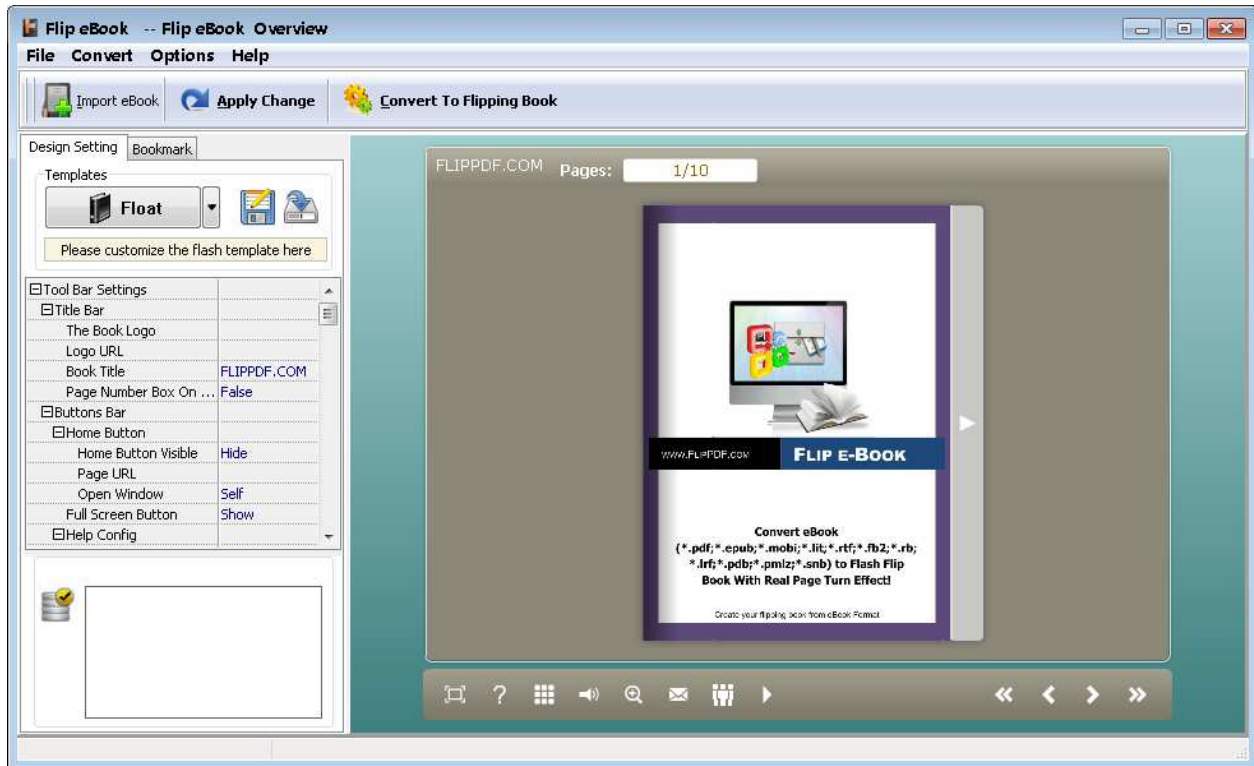 Flip eBook -- Flip eBook Overview
File Convert Options Help
Import eBook Apply Change Convert To Flipping Book
Design Setting Bookmark
Templates
Float
Please customize the flash template here
Tool Bar Settings
Title Bar
The Book Logo
Logo URL
Book Title FLIPPDF.COM
Page Number Box On ... False
Buttons Bar
Home Button
Home Button Visible Hide
Page URL
Open Window Self
Full Screen Button Show
Help Config
FLIPPDF.COM Pages: 1/10
www.FlipPDF.com FLIP E-BOOK
Convert eBook
(*.pdf;*.epub;*.mobi;*.lit;*.rtf;*.fb2;*.rb;
*.lrf;*.pdb;*.pmlz;*.snb) to Flash Flip
Book With Real Page Turn Effect!
Create your flipping book from eBook Format